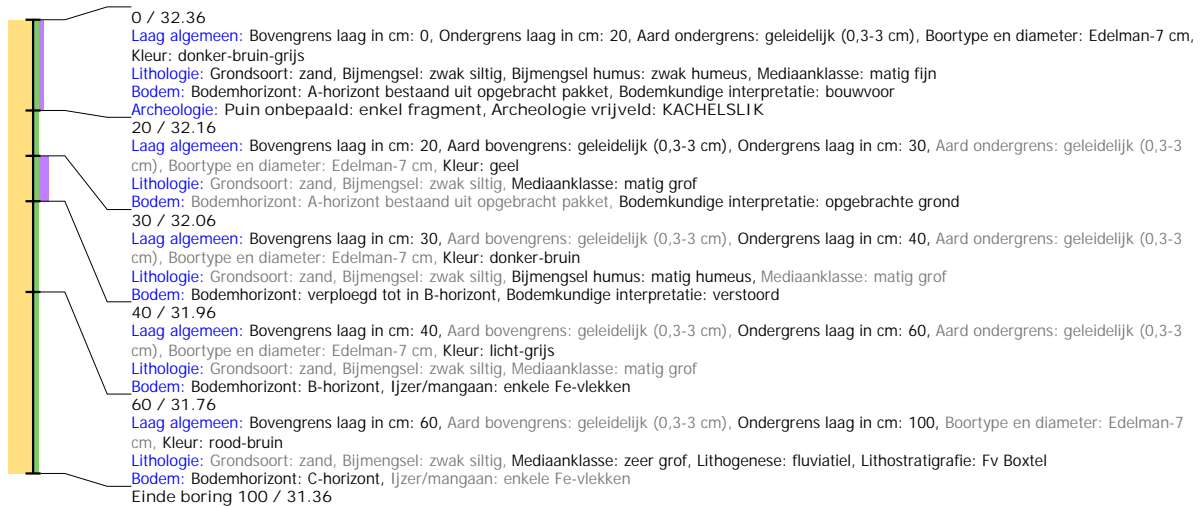 0 / 32.36
Laag algemeen: Bovengrens laag in cm: 0, Ondergrens laag in cm: 20, Aard ondergrens: geleidelijk (0,3-3 cm), Boortype en diameter: Edelman-7 cm,
Kleur: donker-bruin-grijs
Lithologie: Grondsoort: zand, Bijmengsel: zwak siltig, Bijmengsel humus: zwak humeus, Mediaanklasse: matig fijn
Bodem: Bodemhorizont: A-horizont bestaand uit opgebracht pakket, Bodemkundige interpretatie: bouwvoor
Archeologie: Puin onbepaald: enkel fragment, Archeologie vrijveld: KACHELSLIK
20 / 32.16
Laag algemeen: Bovengrens laag in cm: 20, Aard bovengrens: geleidelijk (0,3-3 cm), Ondergrens laag in cm: 30, Aard ondergrens: geleidelijk (0,3-3
cm), Boortype en diameter: Edelman-7 cm, Kleur: geel
Lithologie: Grondsoort: zand, Bijmengsel: zwak siltig, Mediaanklasse: matig grof
Bodem: Bodemhorizont: A-horizont bestaand uit opgebracht pakket, Bodemkundige interpretatie: opgebrachte grond
30 / 32.06
Laag algemeen: Bovengrens laag in cm: 30, Aard bovengrens: geleidelijk (0,3-3 cm), Ondergrens laag in cm: 40, Aard ondergrens: geleidelijk (0,3-3
cm), Boortype en diameter: Edelman-7 cm, Kleur: donker-bruin
Lithologie: Grondsoort: zand, Bijmengsel: zwak siltig, Bijmengsel humus: matig humeus, Mediaanklasse: matig grof
Bodem: Bodemhorizont: verploegd tot in B-horizont, Bodemkundige interpretatie: verstoord
40 / 31.96
Laag algemeen: Bovengrens laag in cm: 40, Aard bovengrens: geleidelijk (0,3-3 cm), Ondergrens laag in cm: 60, Aard ondergrens: geleidelijk (0,3-3
cm), Boortype en diameter: Edelman-7 cm, Kleur: licht-grijs
Lithologie: Grondsoort: zand, Bijmengsel: zwak siltig, Mediaanklasse: matig grof
Bodem: Bodemhorizont: B-horizont, Ijzer/mangaan: enkele Fe-vlekken
60 / 31.76
Laag algemeen: Bovengrens laag in cm: 60, Aard bovengrens: geleidelijk (0,3-3 cm), Ondergrens laag in cm: 100, Boortype en diameter: Edelman-7
cm, Kleur: rood-bruin
Lithologie: Grondsoort: zand, Bijmengsel: zwak siltig, Mediaanklasse: zeer grof, Lithogenese: fluviatiel, Lithostratigrafie: Fv Boxtel
Bodem: Bodemhorizont: C-horizont, Ijzer/mangaan: enkele Fe-vlekken
Einde boring 100 / 31.36